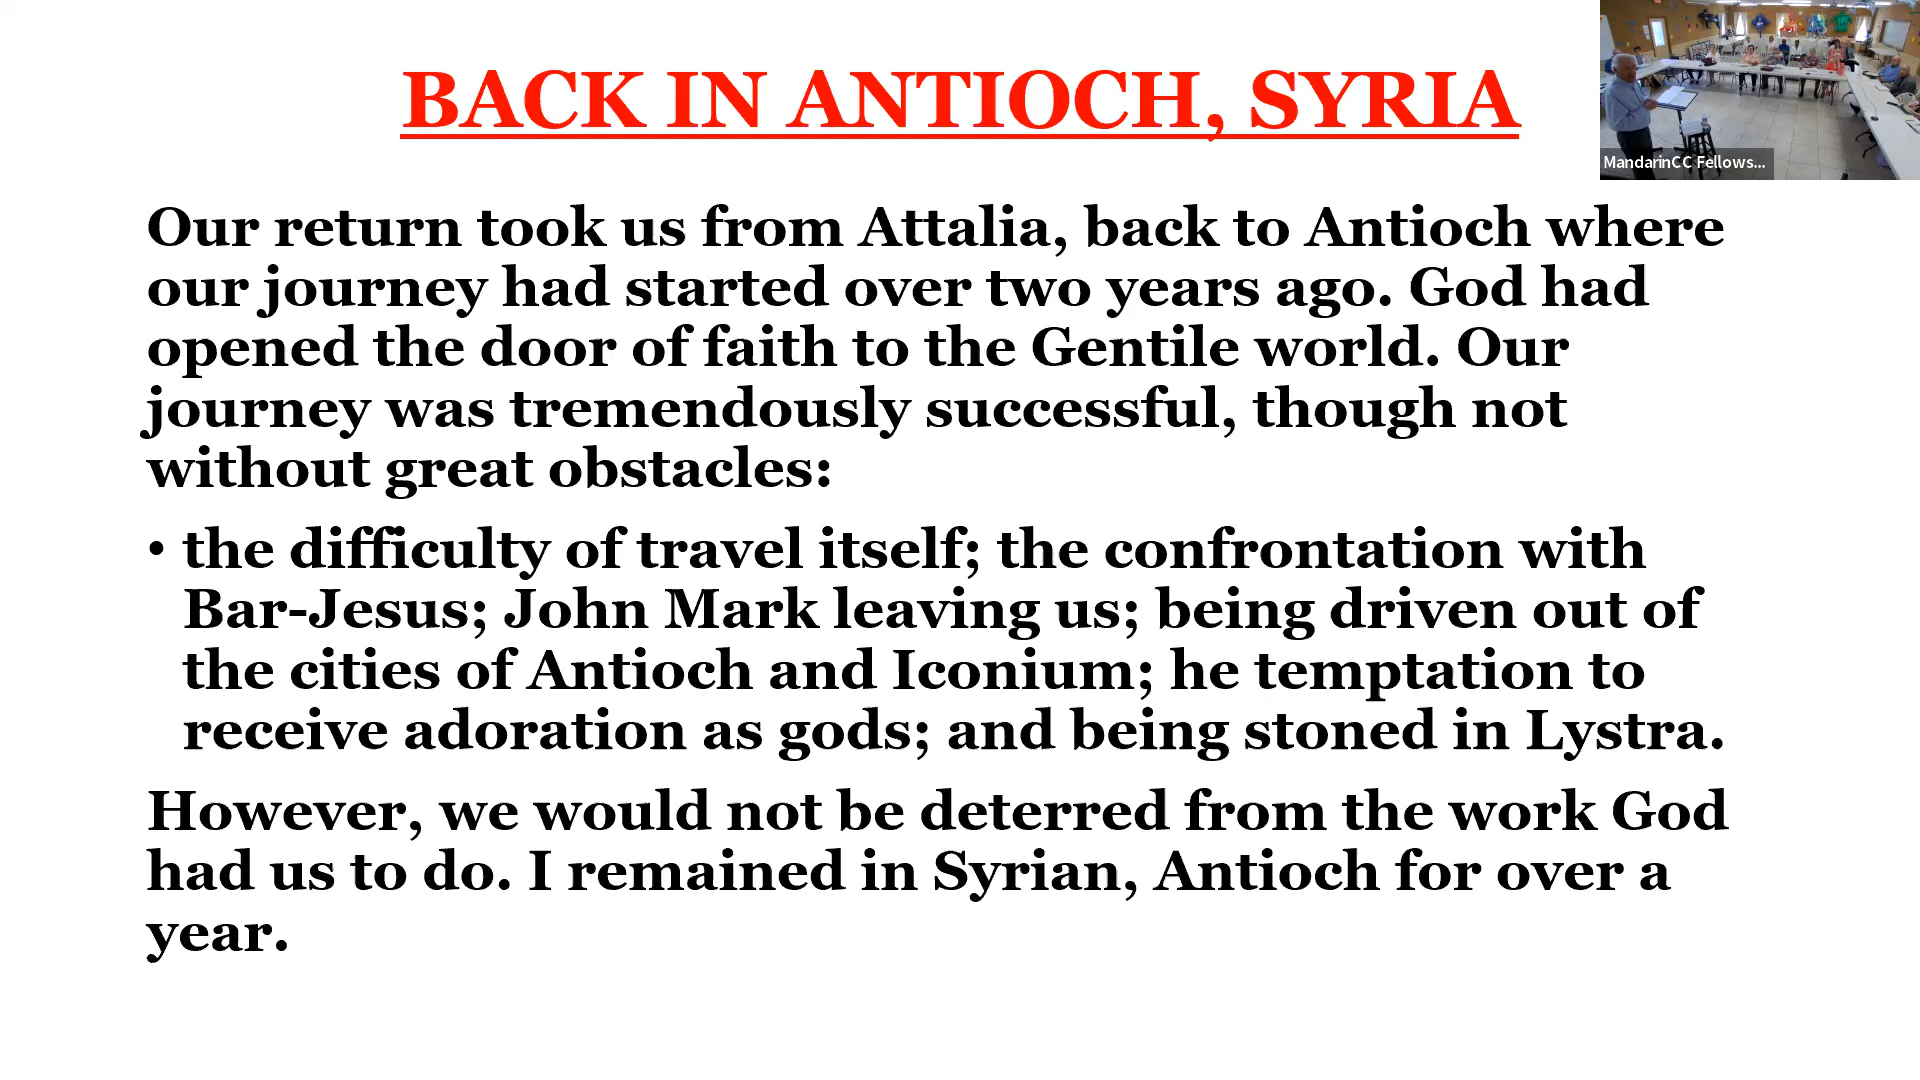 BACK IN ANTIOCH, SYRIA
MandarinCC Fellows...
Our return took us from Attalia, back to Antioch where
our journey had started over two years ago. God had
opened the door of faith to the Gentile world. Our
journey was tremendously successful, though not
without great obstacles:
• the difficulty of travel itself; the confrontation with
Bar-Jesus; John Mark leaving us; being driven out of
the cities of Antioch and Iconium; he temptation to
receive adoration as gods; and being stoned in Lystra.
However, we would not be deterred from the work God
had us to do. I remained in Syrian, Antioch for over a
year.